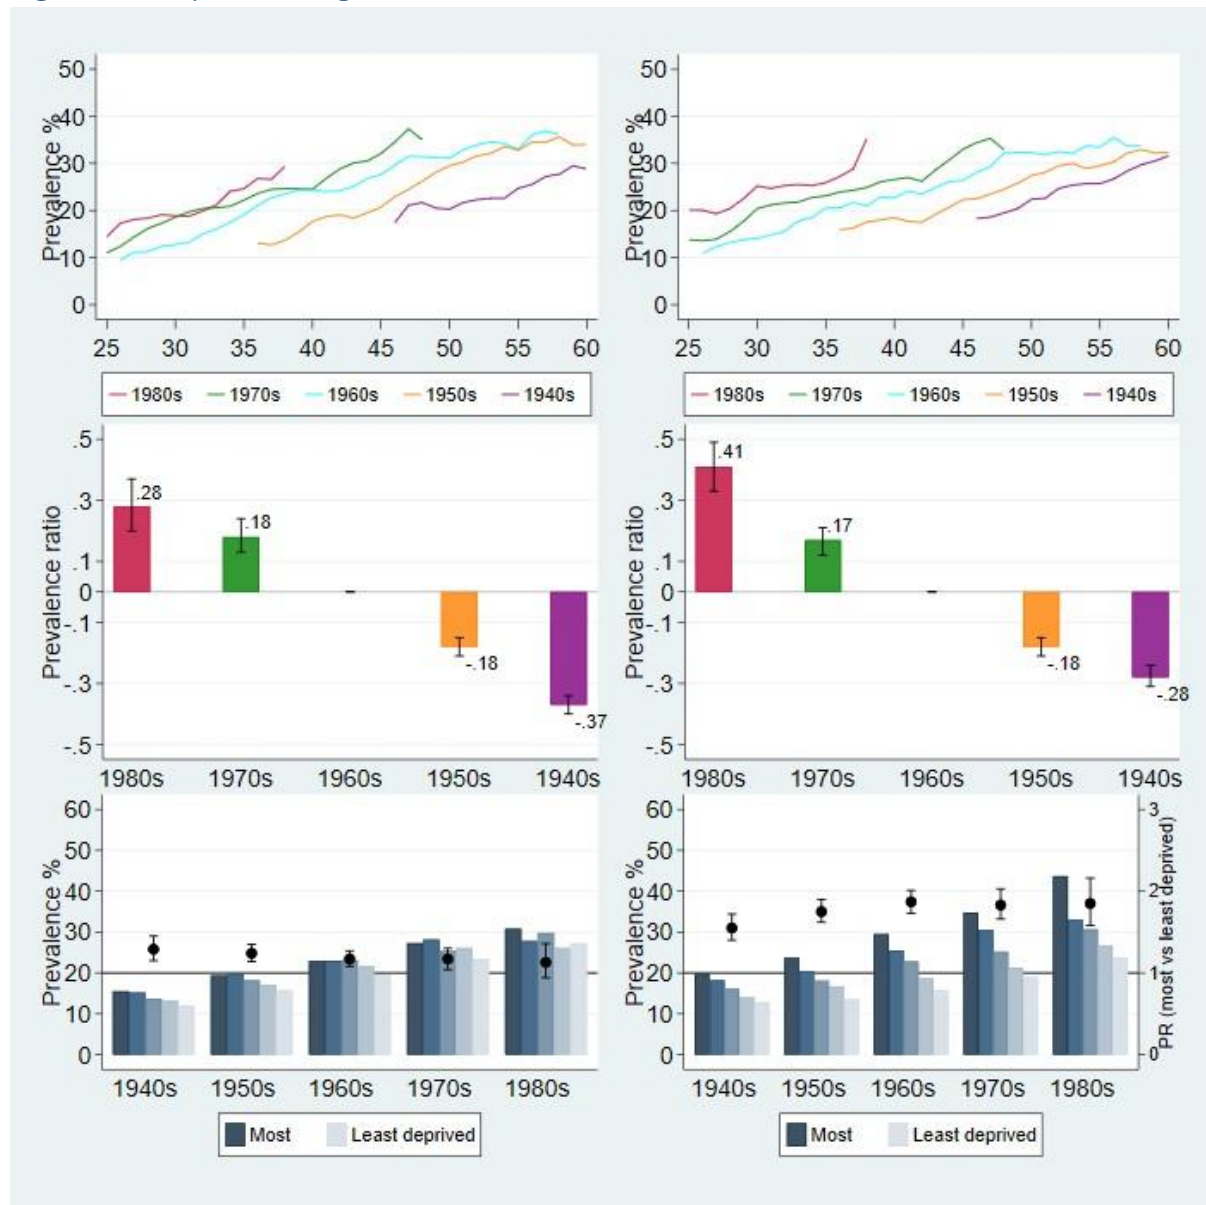 50 50
Prevalence % Prevalence %
40 40
30 30
20 20
10 10
0 0
25 30 35 40 45 50 55 60 25 30 35 40 45 50 55 60
1980s 1970s 1960s 1950s 1940s 1980s 1970s 1960s 1950s 1940s
.5 .5
.28 .41
.3 .3
.18 .17
Prevalence ratio Prevalence ratio
.1 .1
0 0
-.1 -.1
-.18 -.18
-.3 -.3
-.37 -.28
-.5 -.5
1980s 1970s 1960s 1950s 1940s 1980s 1970s 1960s 1950s 1940s
60 60 3
50 50
Prevalence % Prevalence % PR (most vs least deprived)
40 40 2
30 30
20 20 1
10 10
0 0 0
1940s 1950s 1960s 1970s 1980s 1940s 1950s 1960s 1970s 1980s
Most Least deprived Most Least deprived